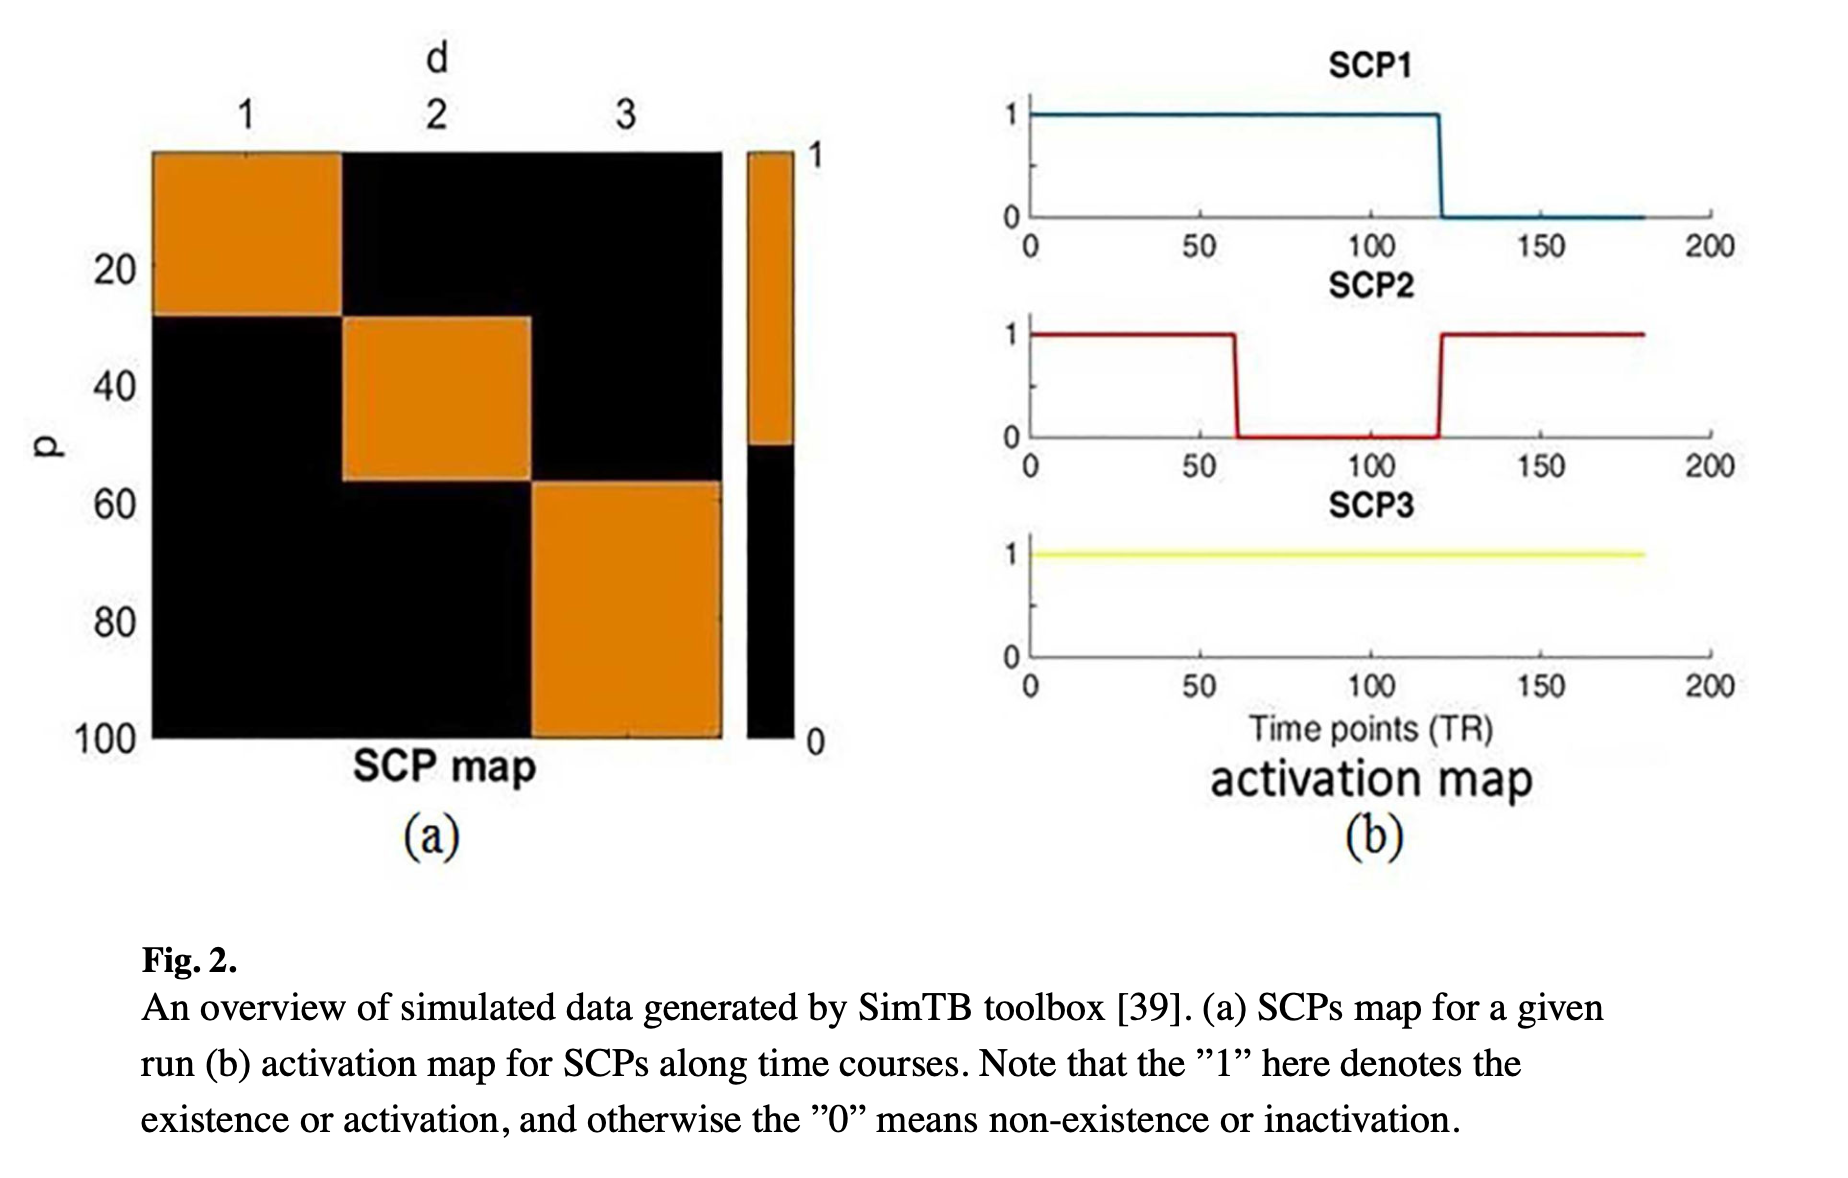 d
1 2 3
1
20
40
p
60
80
100
0
SCP map
(a)
SCP1
1
0
0 50 100 150 200
SCP2
1
0
0 50 100 150 200
SCP3
1
0
0 50 100 150 200
Time points (TR)
activation map
(b)
Fig. 2.
An overview of simulated data generated by SimTB toolbox [39]. (a) SCPs map for a given
run (b) activation map for SCPs along time courses. Note that the ”1” here denotes the
existence or activation, and otherwise the ”0” means non-existence or inactivation.